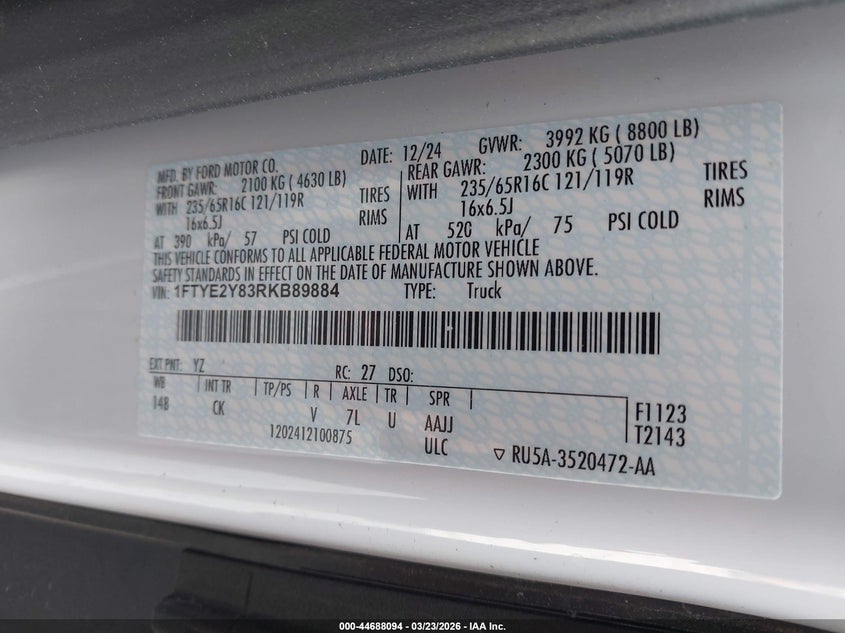 MFD. BY FORD MOTOR CO.
DATE: 12/24
GVWR: 3992 KG ( 8800 LB)
FRONT GAWR: 2100 KG ( 4630 LB)
REAR GAWR: 2300 KG ( 5070 LB)
WITH 235/65R16C 121/119R TIRES
WITH 235/65R16C 121/119R TIRES
16x6.5J RIMS
16x6.5J RIMS
AT 390 kPa/ 57 PSI COLD
AT 520 kPa/ 75 PSI COLD
THIS VEHICLE CONFORMS TO ALL APPLICABLE FEDERAL MOTOR VEHICLE
SAFETY STANDARDS IN EFFECT ON THE DATE OF MANUFACTURE SHOWN ABOVE.
VIN: 1FTYE2Y83RKB89884 TYPE: Truck
EXT PNT: YZ RC: 27 DSO:
WB INT TR TP/PS R AXLE TR SPR
148 CK V 7L U AAJJ
1202412100875 ULC
F1123
T2143
▽ RU5A-3520472-AA
000-44688094 — 03/23/2026 - IAA Inc.